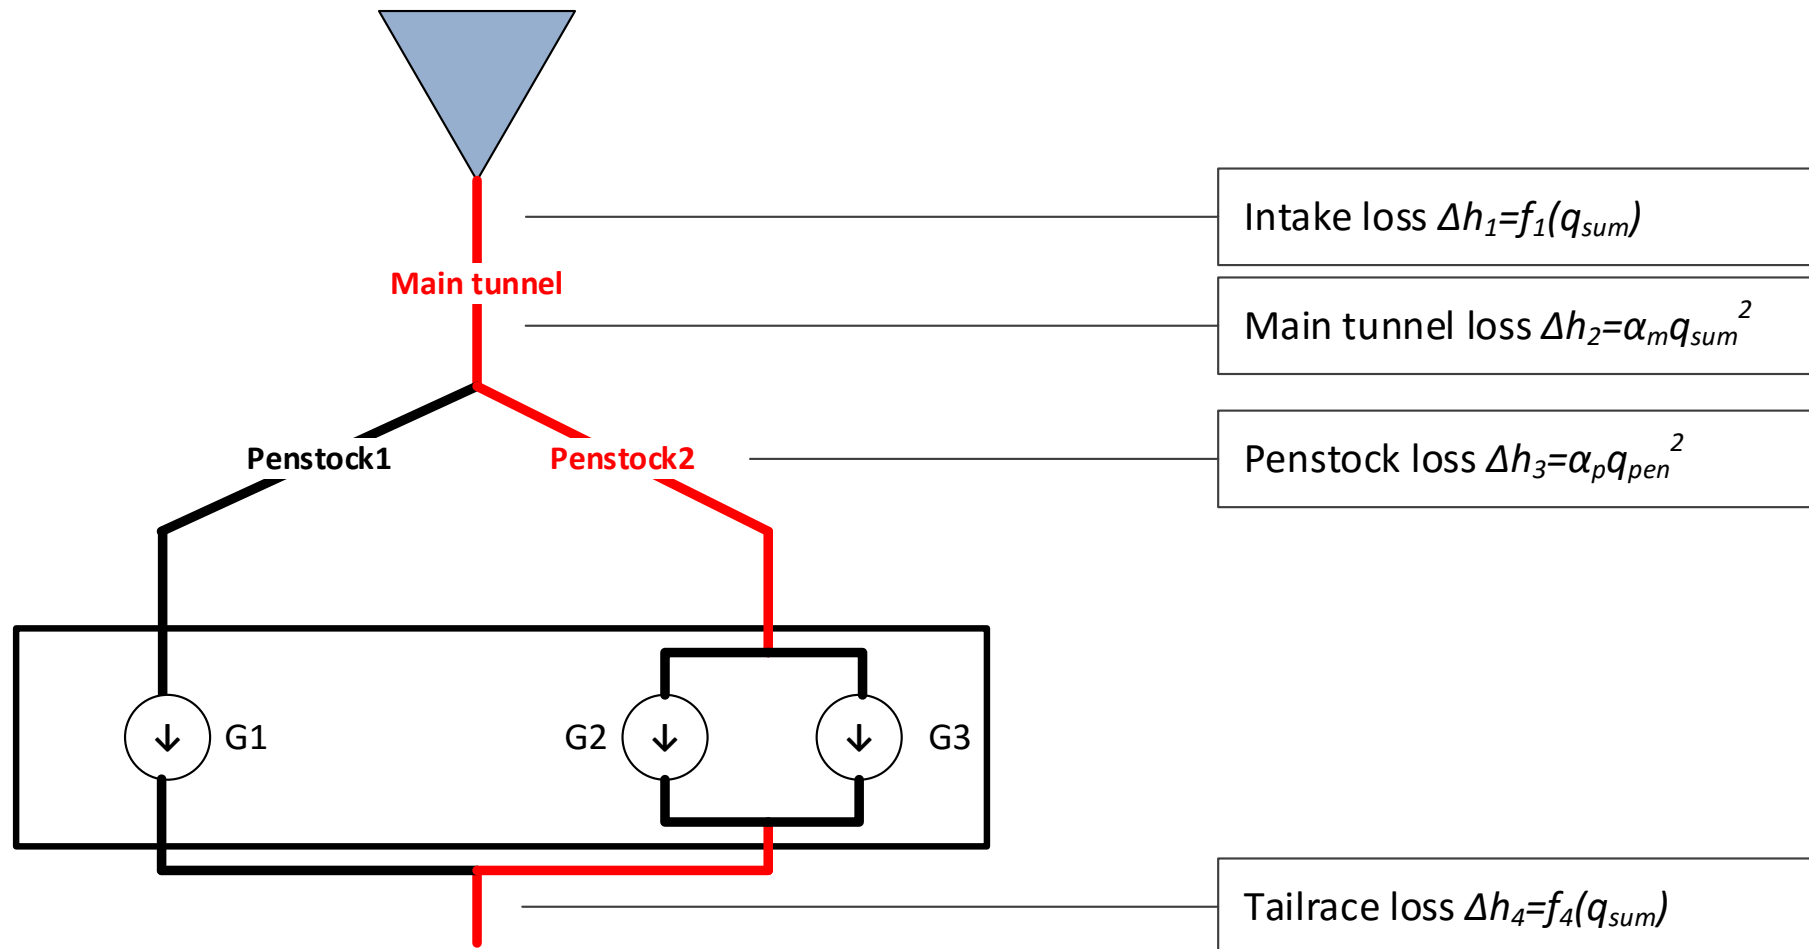 Intake loss Δh₁=f₁(q_sum)
Main tunnel
Main tunnel loss Δh₂=α_m q_sum²
Penstock1
Penstock2
Penstock loss Δh₃=α_p q_pen²
G1
G2
G3
Tailrace loss Δh₄=f₄(q_sum)